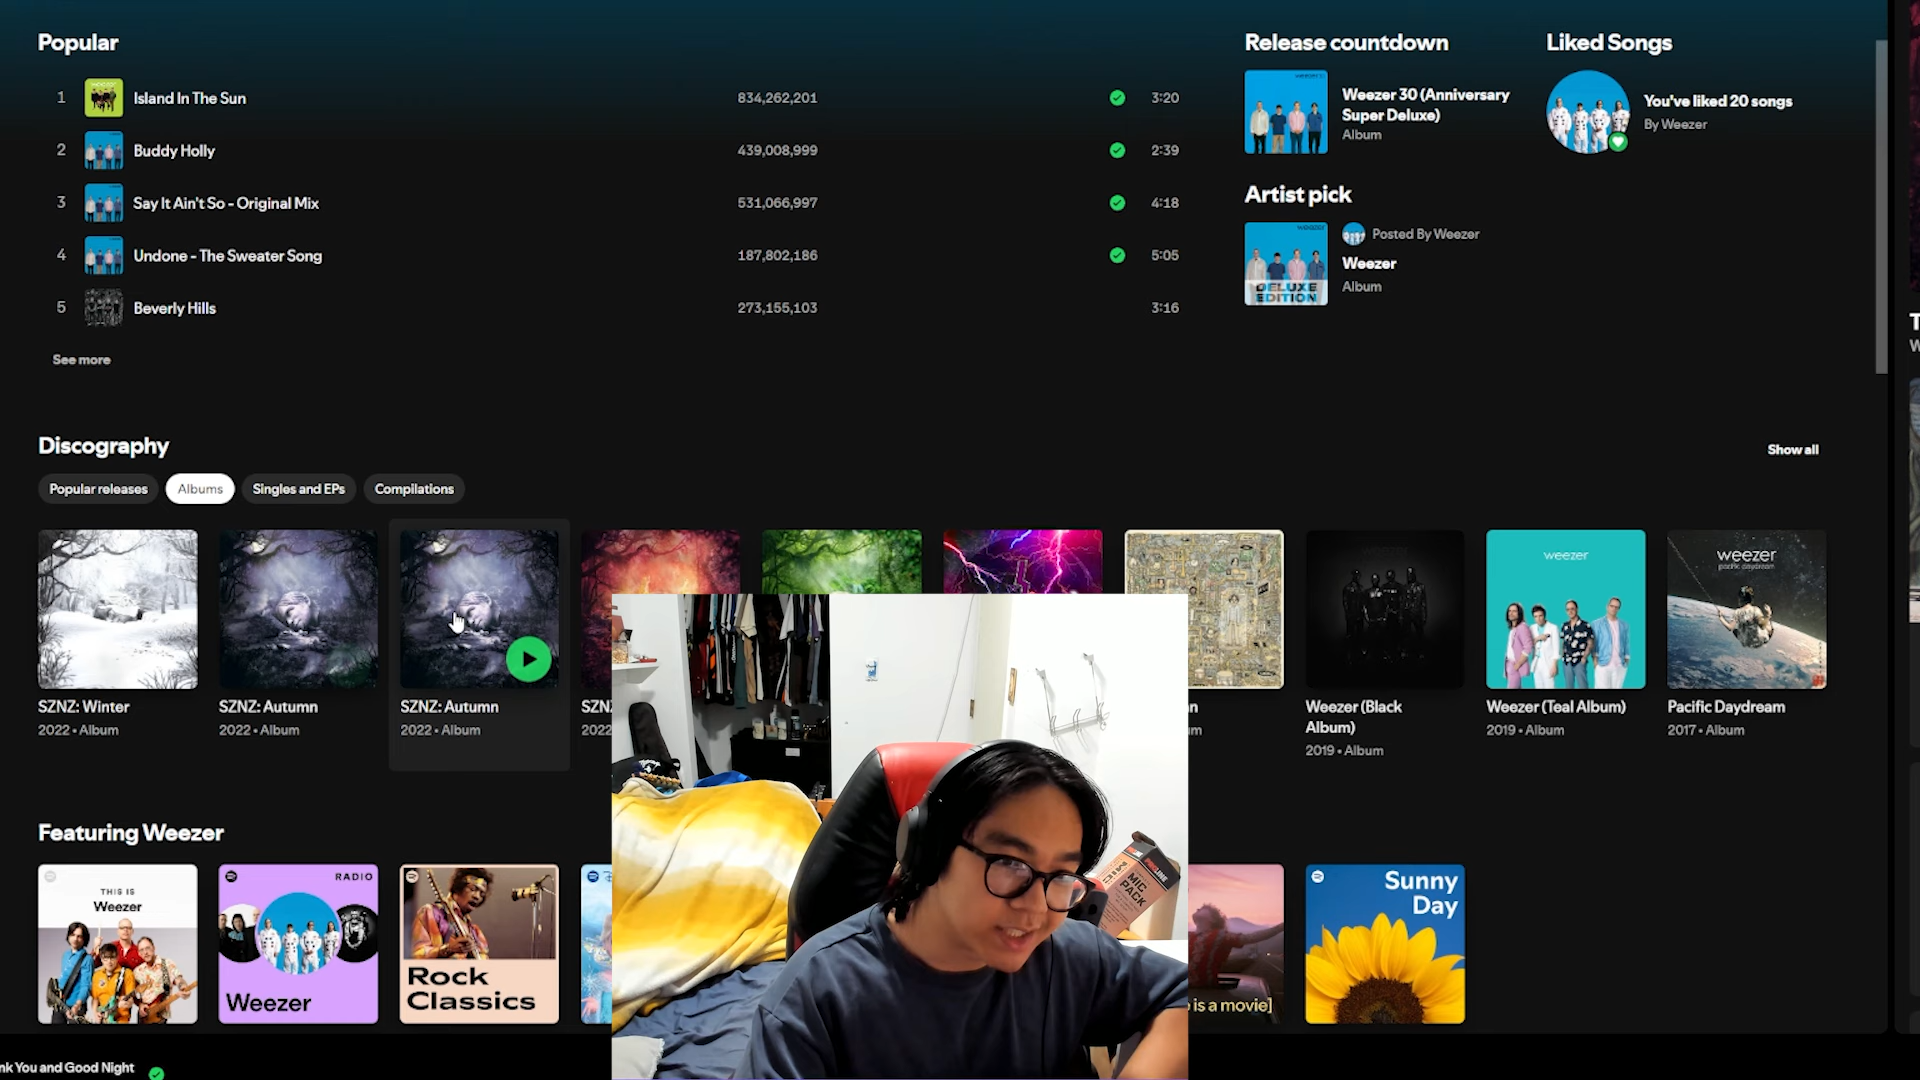 Popular
Release countdown
Liked Songs
1 Island In The Sun 834,262,201 3:20
2 Buddy Holly 439,008,999 2:39
3 Say It Ain't So - Original Mix 531,066,997 4:18
4 Undone - The Sweater Song 187,802,186 5:05
5 Beverly Hills 273,155,103 3:16
See more
Weezer 30 (Anniversary
Super Deluxe)
Album
You've liked 20 songs
By Weezer
Artist pick
weezer
DELUXE
EDITION
Posted By Weezer
Weezer
Album
Discography
Show all
Popular releases Albums Singles and EPs Compilations
weezer
weezer
pacific daydream
SZNZ: Winter
2022 • Album
SZNZ: Autumn
2022 • Album
SZNZ: Autumn
2022 • Album
SZNZ
2022
Weezer (Black
Album)
2019 • Album
Weezer (Teal Album)
2019 • Album
Pacific Daydream
2017 • Album
Featuring Weezer
THIS IS
Weezer
RADIO
Weezer
Rock
Classics
MIC
PACK
is a movie]
Sunny
Day
nk You and Good Night